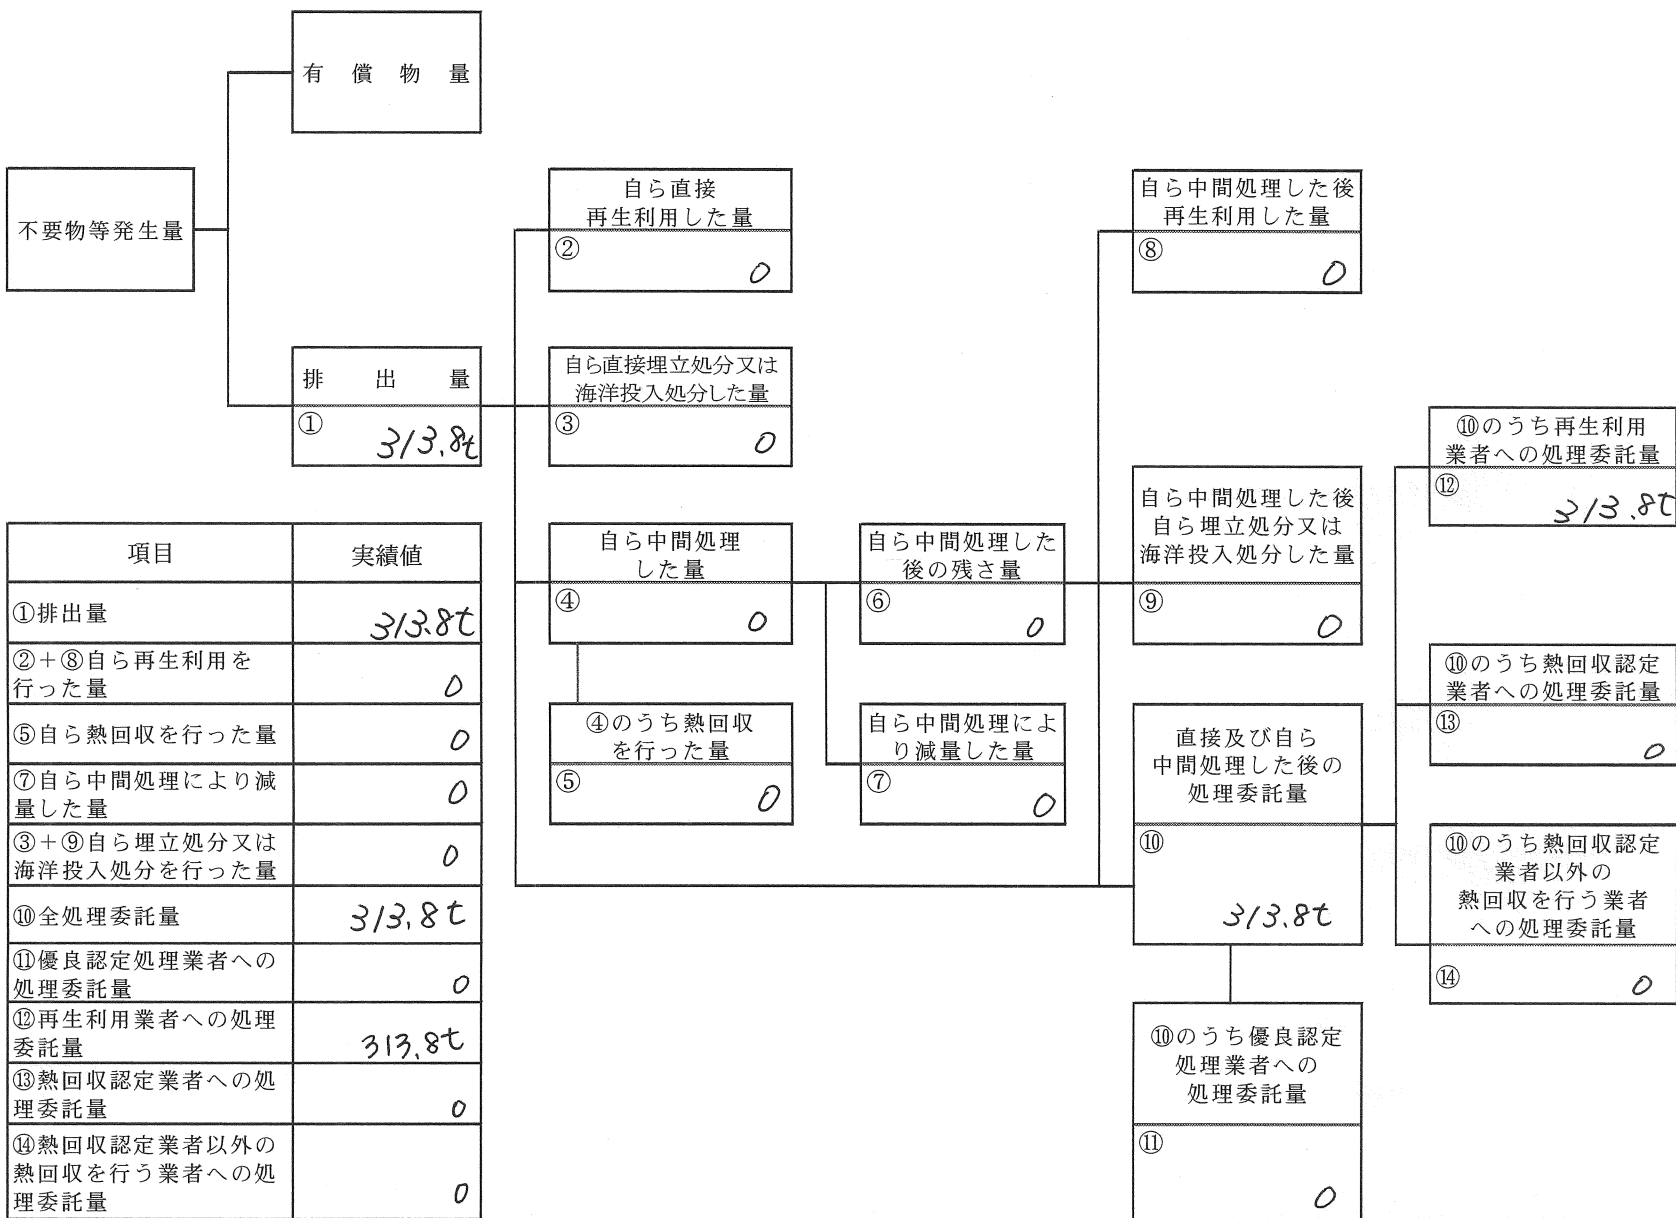 有償物量
不要物等発生量
排出量
①
313.8t
自ら直接
再生利用した量
②
0
自ら直接埋立処分又は
海洋投入処分した量
③
0
自ら中間処理
した量
④
0
④のうち熱回収
を行った量
⑤
0
自ら中間処理した
後の残さ量
⑥
0
自ら中間処理によ
り減量した量
⑦
0
自ら中間処理した後
再生利用した量
⑧
0
自ら中間処理した後
自ら埋立処分又は
海洋投入処分した量
⑨
0
直接及び自ら
中間処理した後の
処理委託量
⑩
313.8t
⑩のうち優良認定
処理業者への
処理委託量
⑪
0
⑩のうち再生利用
業者への処理委託量
⑫
313.8t
⑩のうち熱回収認定
業者への処理委託量
⑬
0
⑩のうち熱回収認定
業者以外の
熱回収を行う業者
への処理委託量
⑭
0
項目 実績値
①排出量 313.8t
②+⑧自ら再生利用を
行った量 0
⑤自ら熱回収を行った量 0
⑦自ら中間処理により減
量した量 0
③+⑨自ら埋立処分又は
海洋投入処分を行った量 0
⑩全処理委託量 313.8t
⑪優良認定処理業者への
処理委託量 0
⑫再生利用業者への処理
委託量 313.8t
⑬熱回収認定業者への処
理委託量 0
⑭熱回収認定業者以外の
熱回収を行う業者への処
理委託量 0